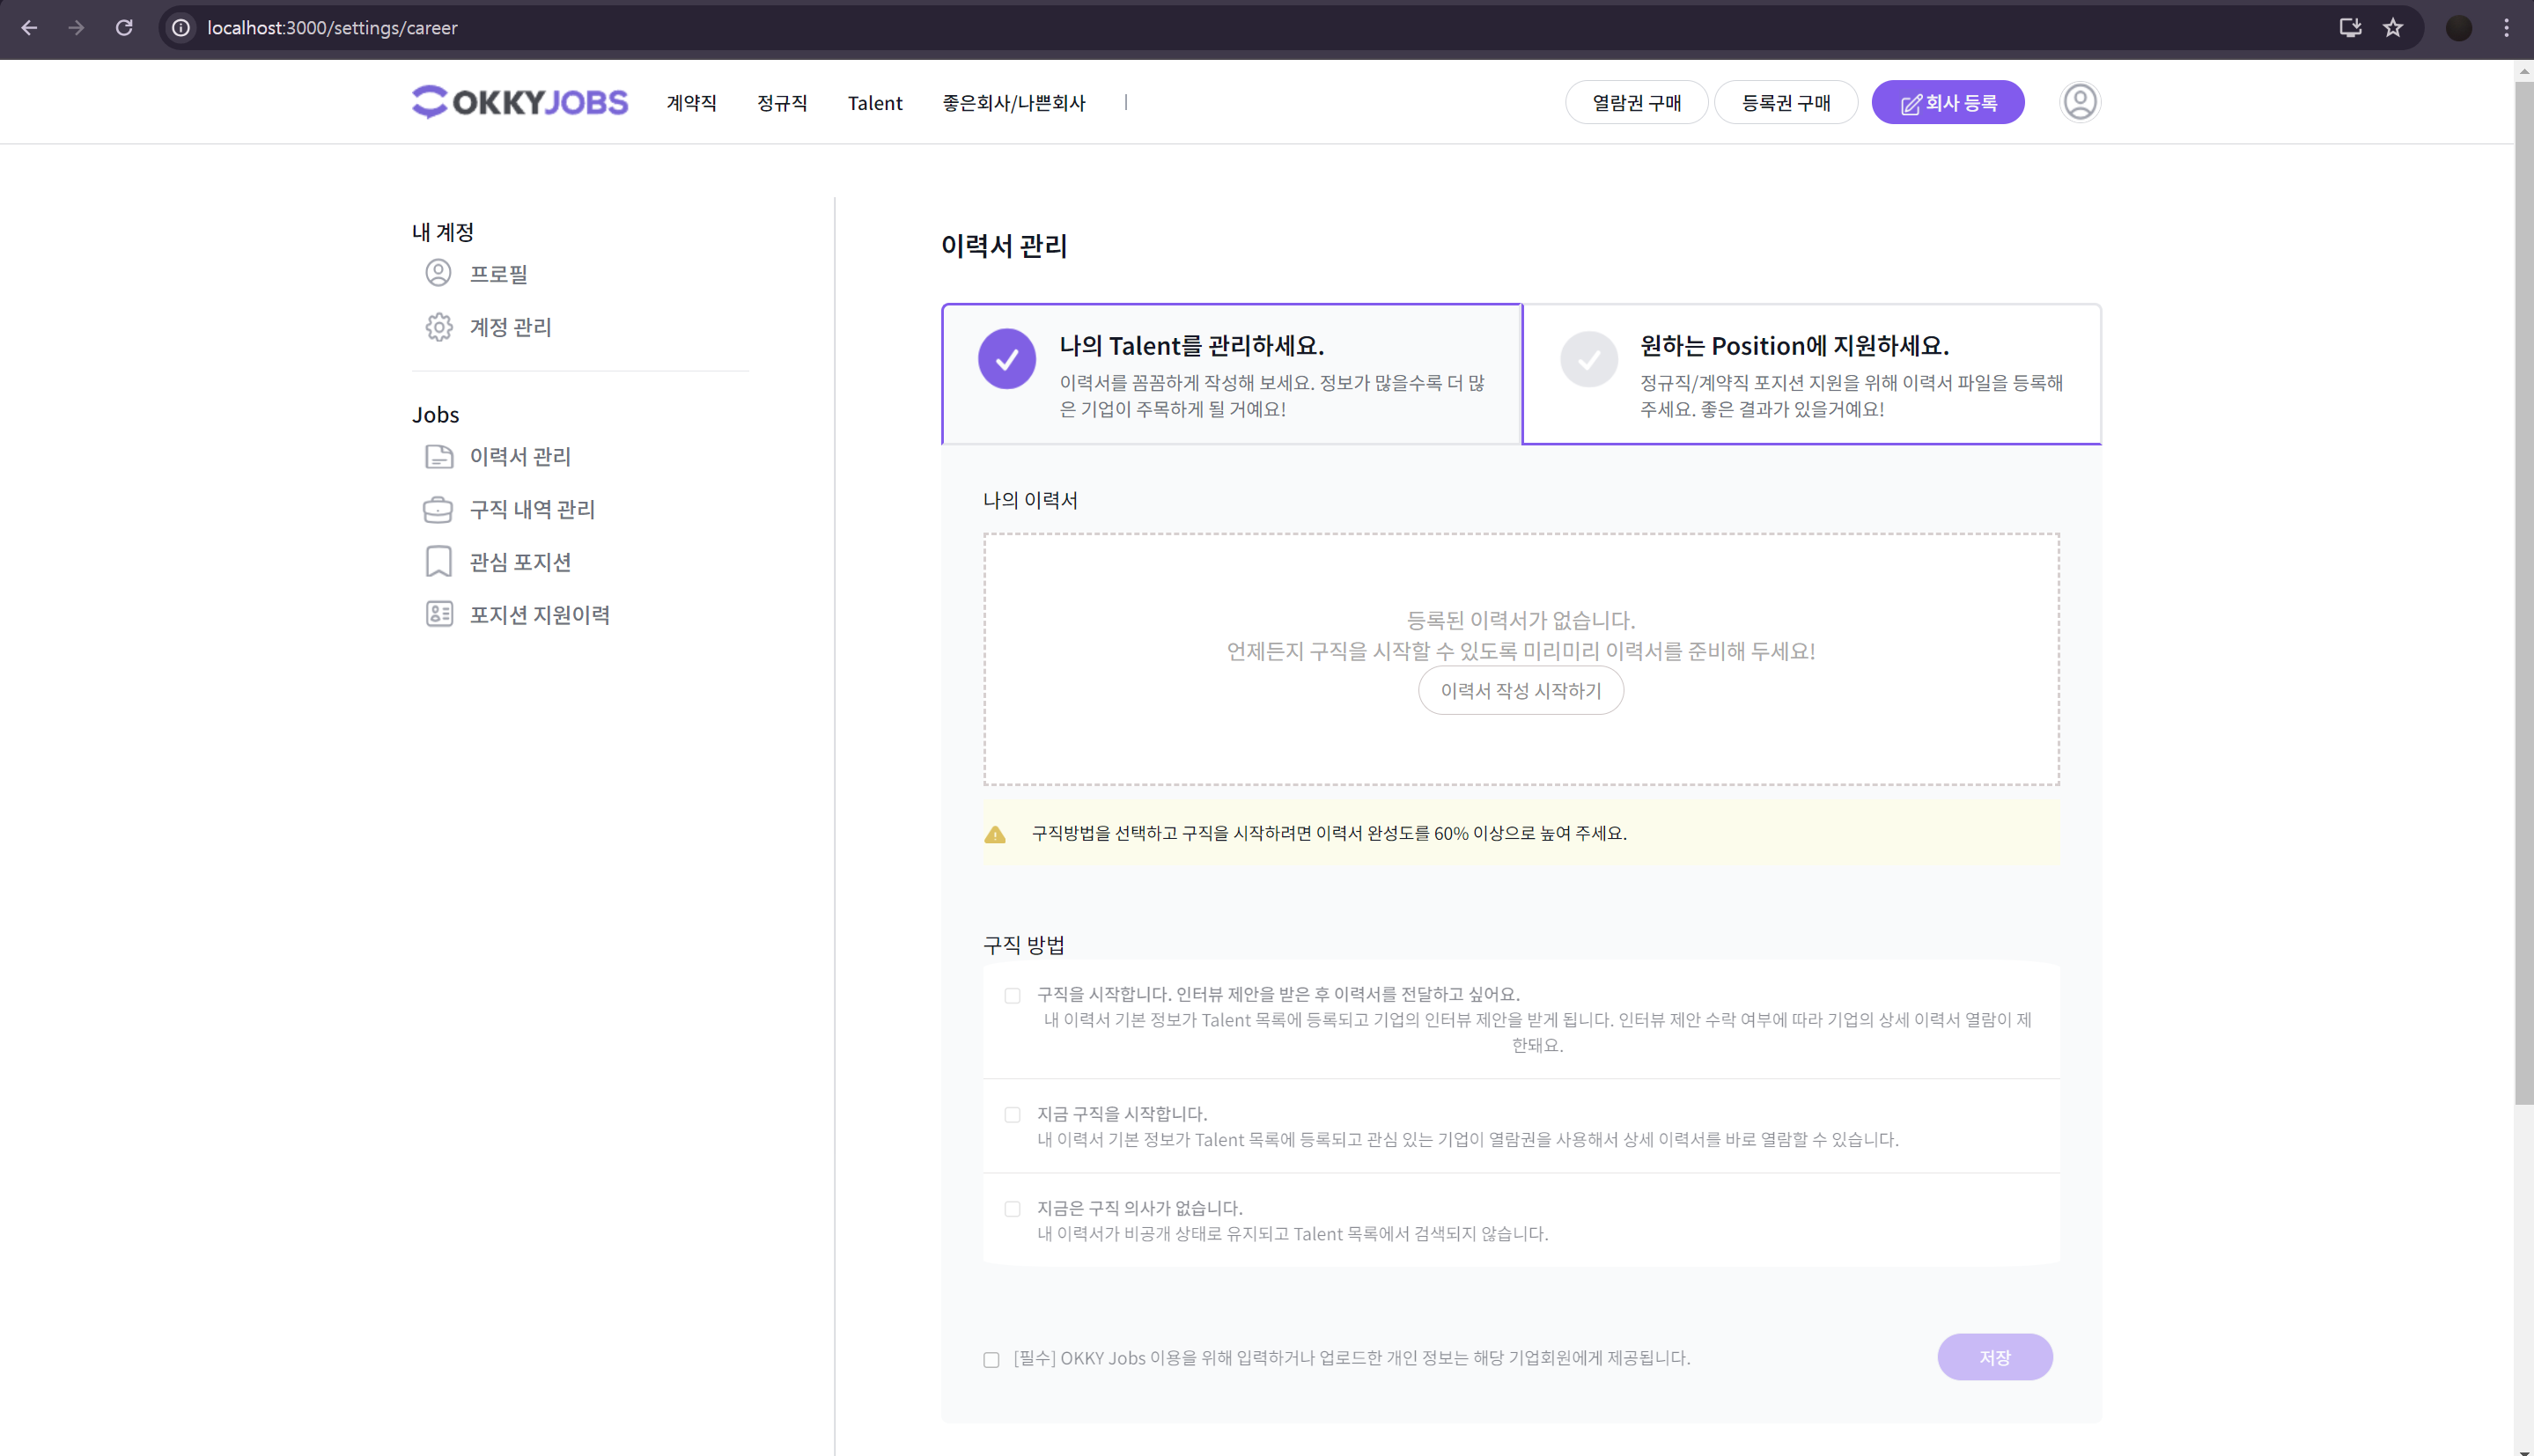 localhost:3000/settings/career
OKKYJOBS 계약직 정규직 Talent 좋은회사/나쁜회사 | 열람권 구매 등록권 구매 회사 등록
내 계정
프로필
계정 관리
Jobs
이력서 관리
구직 내역 관리
관심 포지션
포지션 지원이력
이력서 관리
나의 Talent를 관리하세요.
이력서를 꼼꼼하게 작성해 보세요. 정보가 많을수록 더 많
은 기업이 주목하게 될 거예요!
원하는 Position에 지원하세요.
정규직/계약직 포지션 지원을 위해 이력서 파일을 등록해
주세요. 좋은 결과가 있을거예요!
나의 이력서
등록된 이력서가 없습니다.
언제든지 구직을 시작할 수 있도록 미리미리 이력서를 준비해 두세요!
이력서 작성 시작하기
구직방법을 선택하고 구직을 시작하려면 이력서 완성도를 60% 이상으로 높여 주세요.
구직 방법
구직을 시작합니다. 인터뷰 제안을 받은 후 이력서를 전달하고 싶어요.
내 이력서 기본 정보가 Talent 목록에 등록되고 기업의 인터뷰 제안을 받게 됩니다. 인터뷰 제안 수락 여부에 따라 기업의 상세 이력서 열람이 제
한돼요.
지금 구직을 시작합니다.
내 이력서 기본 정보가 Talent 목록에 등록되고 관심 있는 기업이 열람권을 사용해서 상세 이력서를 바로 열람할 수 있습니다.
지금은 구직 의사가 없습니다.
내 이력서가 비공개 상태로 유지되고 Talent 목록에서 검색되지 않습니다.
[필수] OKKY Jobs 이용을 위해 입력하거나 업로드한 개인 정보는 해당 기업회원에게 제공됩니다.
저장